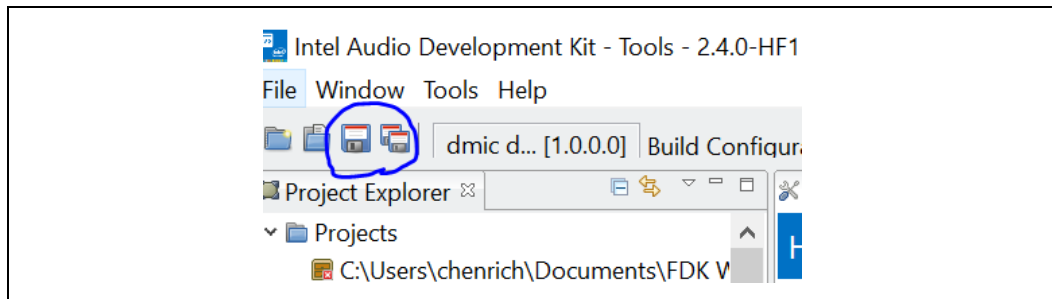 Intel Audio Development Kit - Tools - 2.4.0-HF1
File Window Tools Help
dmic d... [1.0.0.0] Build Configur
Project Explorer
Projects
C:\Users\chenrich\Documents\FDK W
H